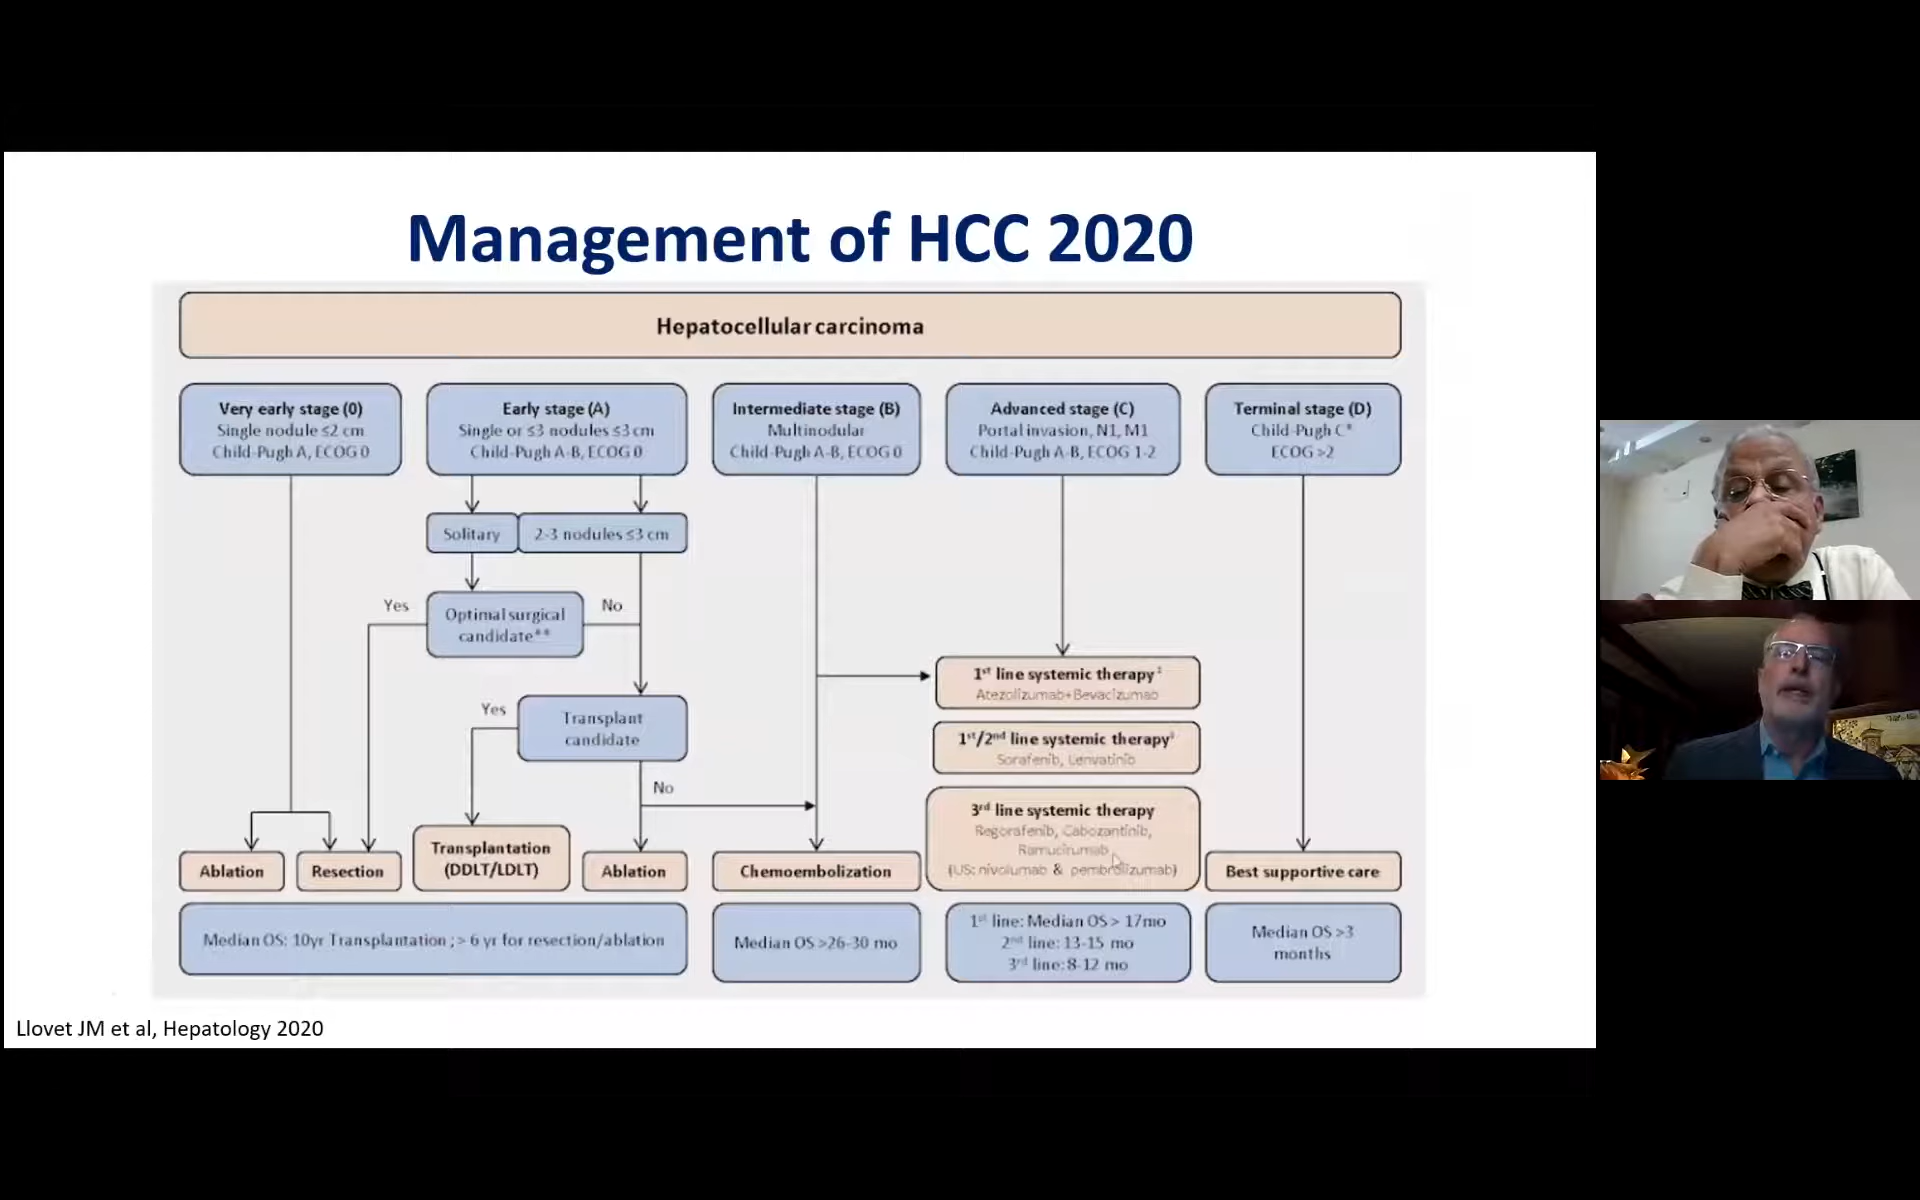 Management of HCC 2020
Hepatocellular carcinoma
Very early stage (0)
Single nodule ≤2 cm
Child-Pugh A, ECOG 0
Early stage (A)
Single or ≤3 nodules ≤3 cm
Child-Pugh A-B, ECOG 0
Intermediate stage (B)
Multinodular
Child-Pugh A-B, ECOG 0
Advanced stage (C)
Portal invasion, N1, M1
Child-Pugh A-B, ECOG 1-2
Terminal stage (D)
Child-Pugh C*
ECOG >2
Solitary
2-3 nodules ≤3 cm
Yes
Optimal surgical
candidate**
No
Yes
Transplant
candidate
No
1st line systemic therapy
Atezolizumab+Bevacizumab
1st/2nd line systemic therapy
Sorafenib, Lenvatinib
3rd line systemic therapy
Regorafenib, Cabozantinib,
Ramucirumab
(US: nivolumab & pembrolizumab)
Ablation
Resection
Transplantation
(DDLT/LDLT)
Ablation
Chemoembolization
Best supportive care
Median OS: 10yr Transplantation ; > 6 yr for resection/ablation
Median OS >26-30 mo
1st line: Median OS > 17mo
2nd line: 13-15 mo
3rd line: 8-12 mo
Median OS >3
months
Llovet JM et al, Hepatology 2020